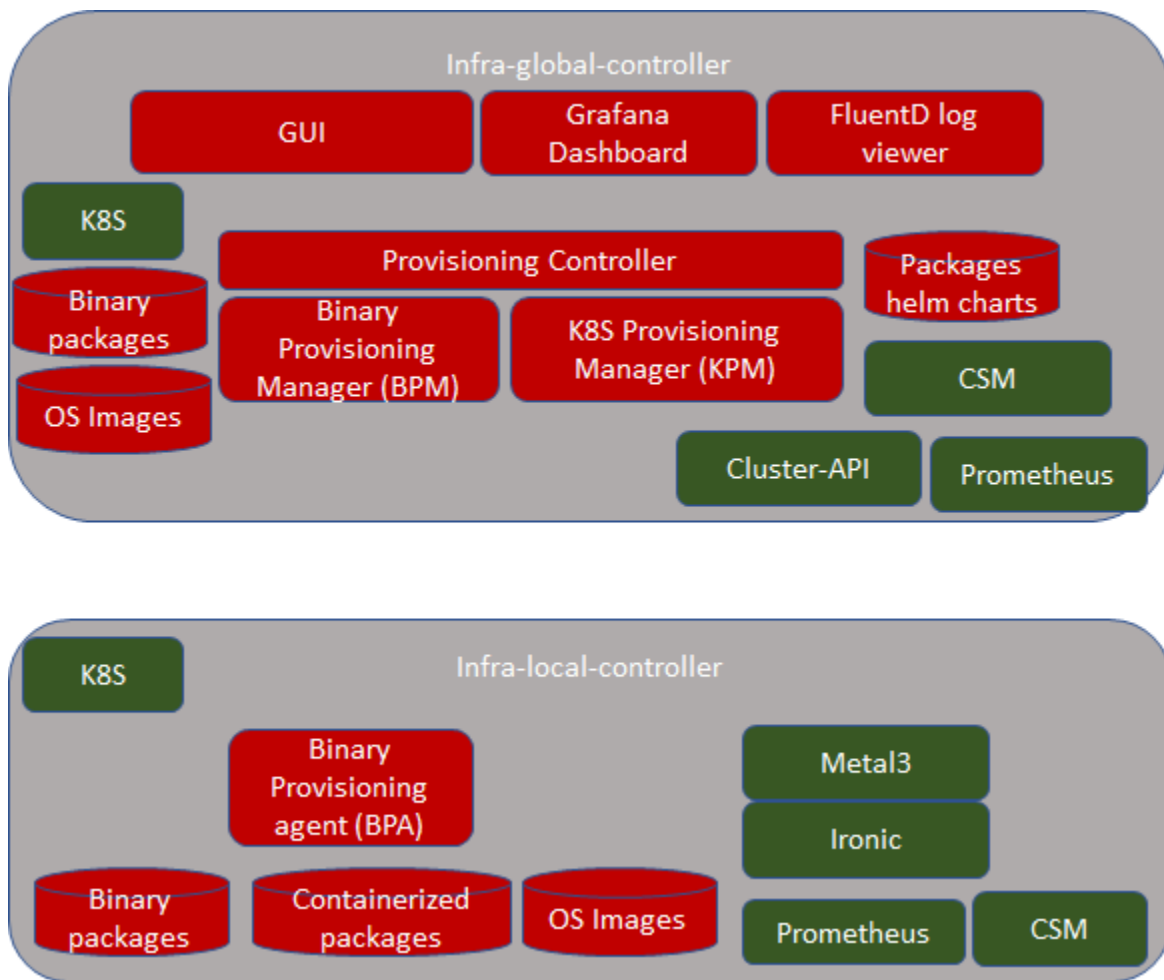 Infra-global-controller
GUI
Grafana
Dashboard
FluentD log
viewer
K8S
Provisioning Controller
Packages
helm charts
Binary
packages
Binary
Provisioning
Manager (BPM)
K8S Provisioning
Manager (KPM)
CSM
OS Images
Cluster-API
Prometheus
Infra-local-controller
K8S
Binary
Provisioning
agent (BPA)
Metal3
Ironic
Binary
packages
Containerized
packages
OS Images
Prometheus
CSM